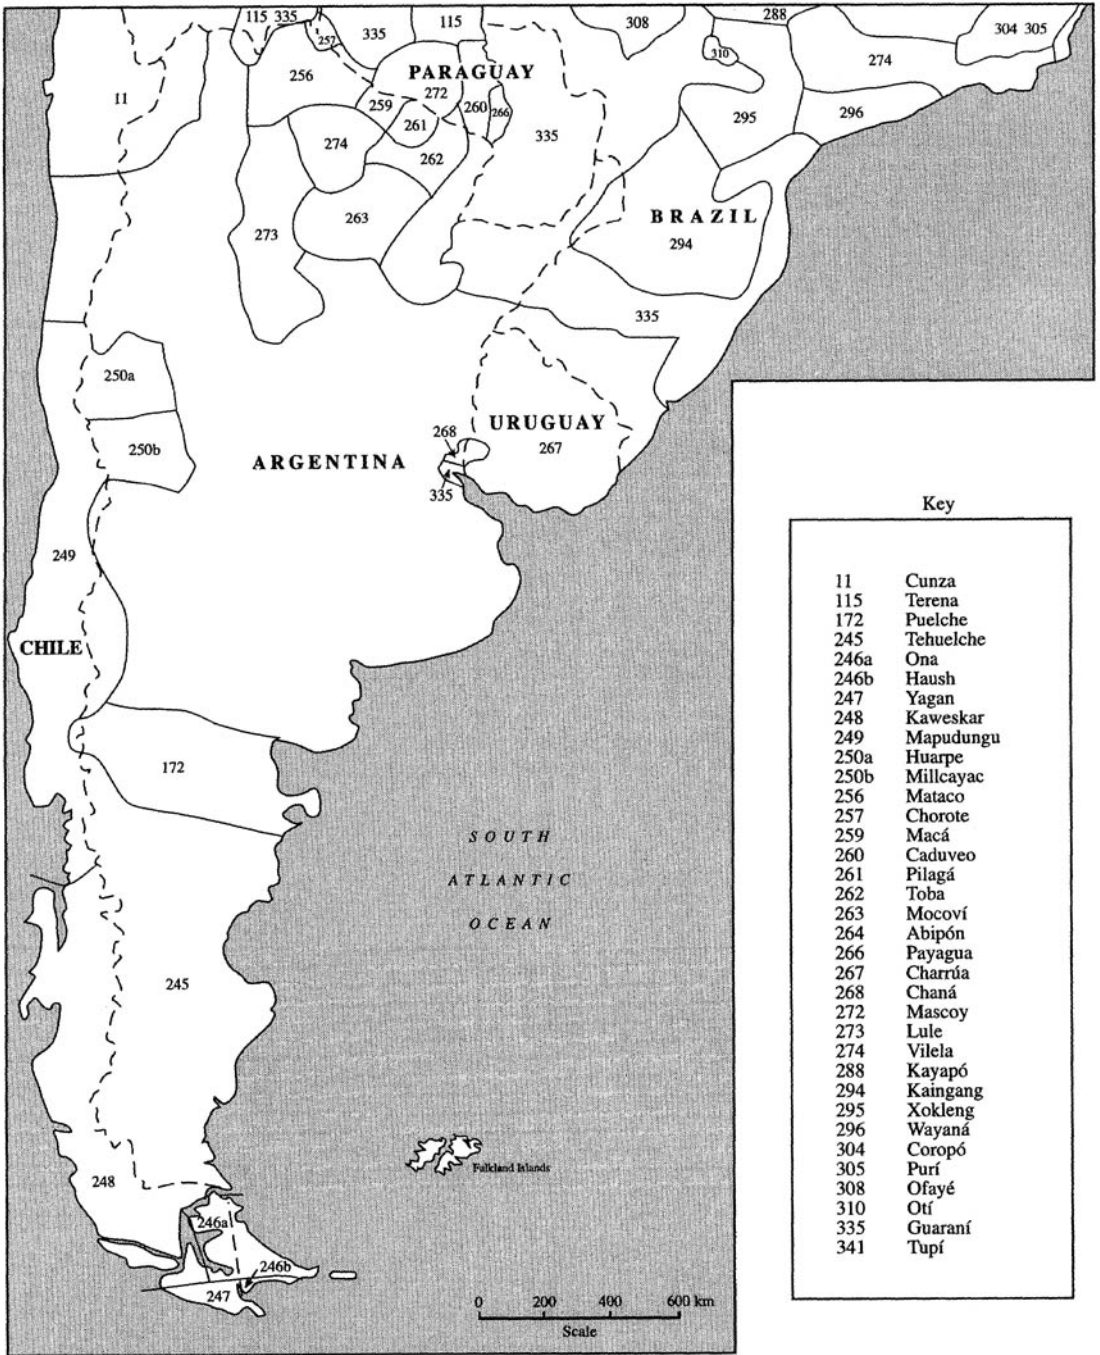 115 335 335 115 308 288 304 305
257 310 274
11 256 PARAGUAY
272
259 260 266 295 296
261 335
274 262
273 263 BRAZIL
294
335
250a
250b
268 URUGUAY
267
ARGENTINA
335
249
CHILE
172
SOUTH
ATLANTIC
OCEAN
245
248
Falkland Islands
246a
246b
247
0 200 400 600 km
Scale
Key
11 Cunza
115 Terena
172 Puelche
245 Tehuelche
246a Ona
246b Haush
247 Yagan
248 Kaweskar
249 Mapudungu
250a Huarpe
250b Millcayac
256 Mataco
257 Chorote
259 Macá
260 Caduveo
261 Pilagá
262 Toba
263 Mocoví
264 Abipón
266 Payagua
267 Charrúa
268 Chaná
272 Mascoy
273 Lule
274 Vilela
288 Kayapó
294 Kaingang
295 Xokleng
296 Wayaná
304 Coropó
305 Purí
308 Ofayé
310 Otí
335 Guaraní
341 Tupí